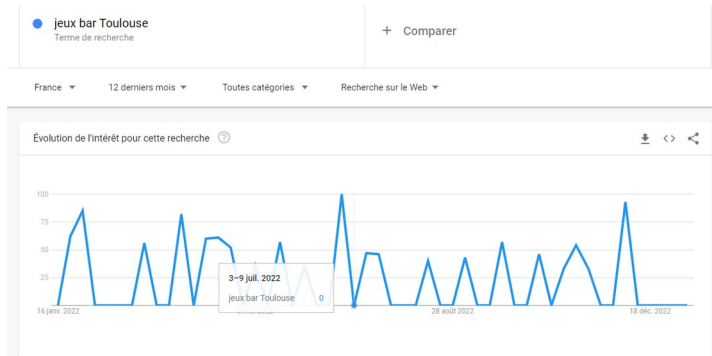 jeux bar Toulouse
Terme de recherche
+ Comparer
France
12 derniers mois
Toutes catégories
Recherche sur le Web
Évolution de l'intérêt pour cette recherche
100
75
50
25
3–9 juil. 2022
jeux bar Toulouse 0
16 janv. 2022
28 août 2022
18 déc. 2022